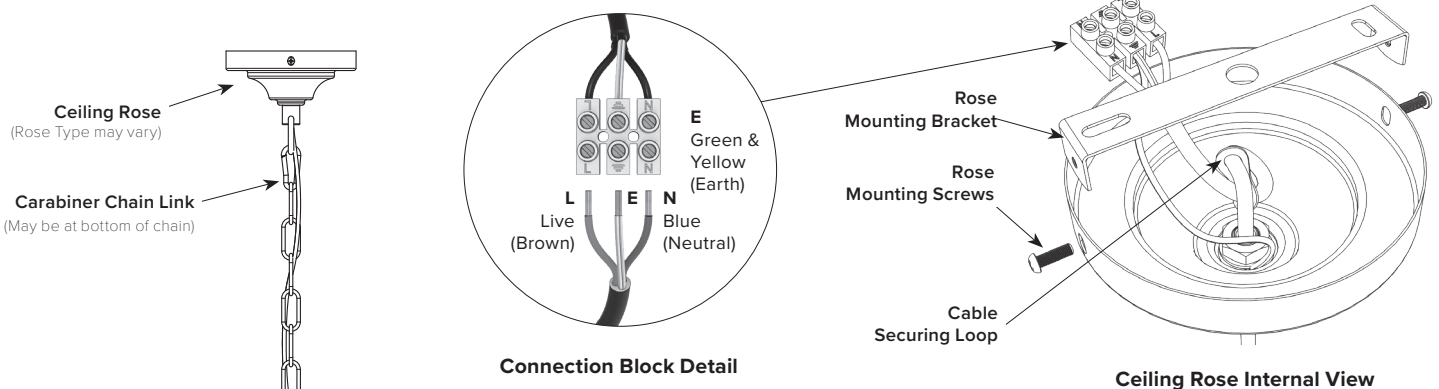 Ceiling Rose
(Rose Type may vary)
Carabiner Chain Link
(May be at bottom of chain)
L
N
L
N
E
Green &
Yellow
(Earth)
L
E
N
Live
(Brown)
Blue
(Neutral)
Connection Block Detail
Rose
Mounting Bracket
Rose
Mounting Screws
Cable
Securing Loop
N
Ceiling Rose Internal View